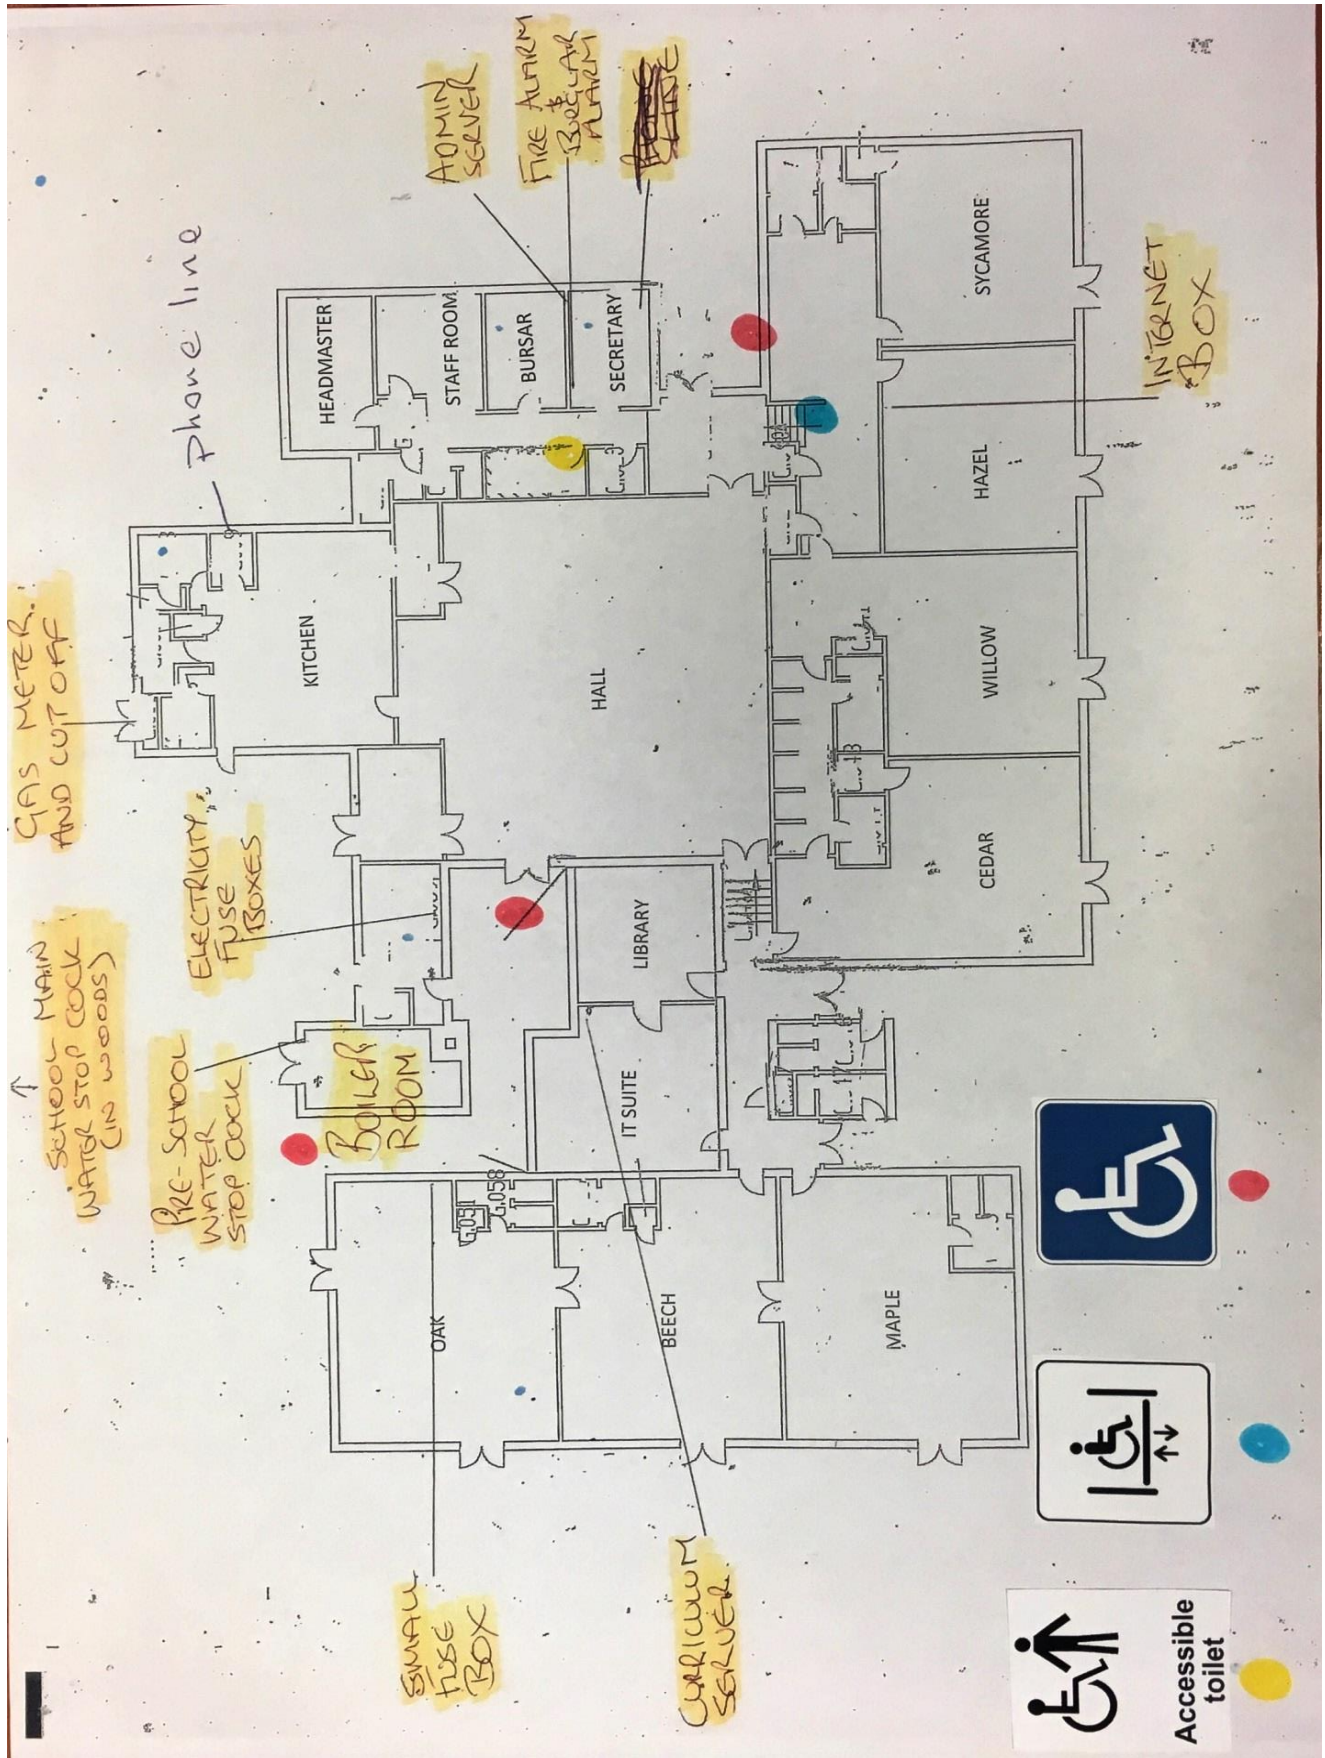 SCHOOL MAIN
WATER STOP COCK
(IN WOODS)
GAS METER
AND CUT OFF
PRE-SCHOOL
WATER
STOP COCK
ELECTRICITY
FUSE
BOXES
phone line
ADMIN
SERVER
FIRE ALARM
&
BURGLAR
ALARM
BOILER
ROOM
KITCHEN
HEADMASTER
STAFF ROOM
BURSAR
SECRETARY
OAK
G.031
G.058
BEECH
MAPLE
IT SUITE
LIBRARY
HALL
CEDAR
WILLOW
HAZEL
SYCAMORE
SMALL
FUSE
BOX
CURRICULUM
SERVER
INTERNET
BOX
Accessible
toilet